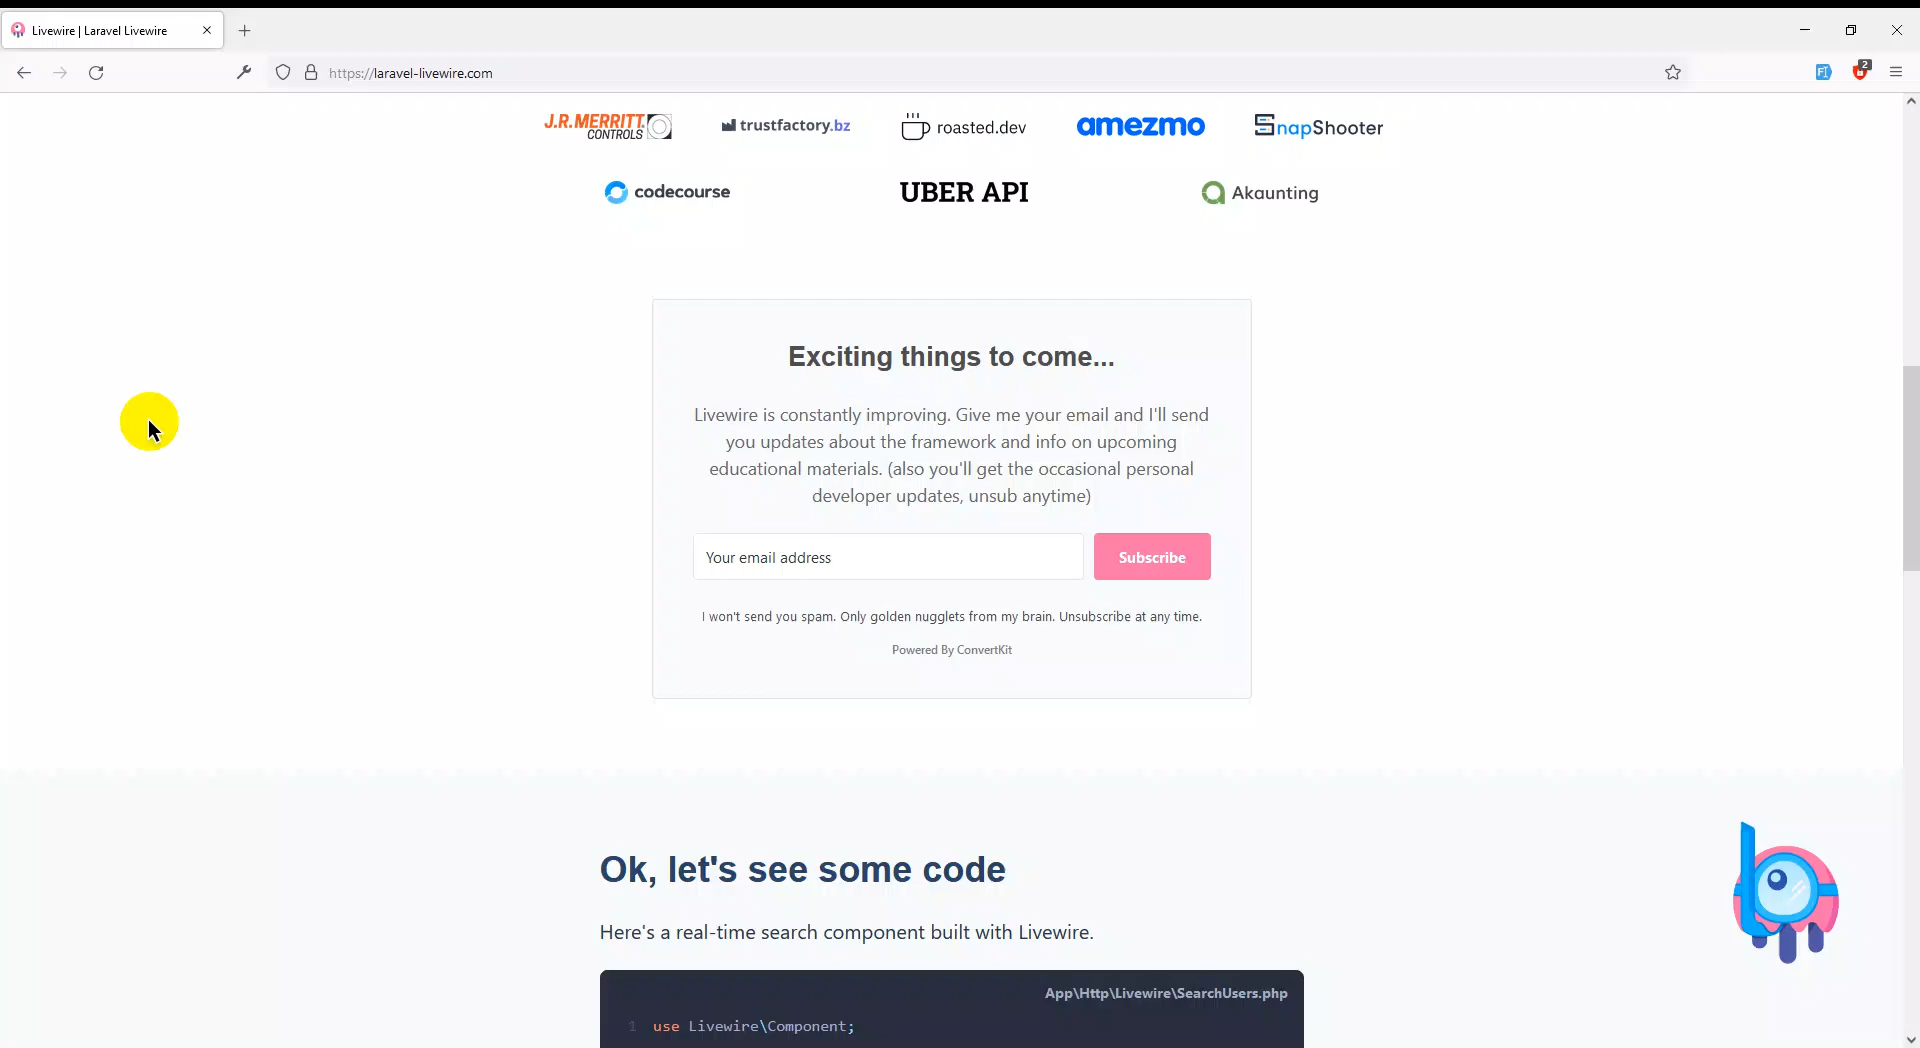 Livewire | Laravel Livewire
https://laravel-livewire.com
2
J.R.MERRITT CONTROLS
trustfactory.bz
roasted.dev
amezmo
SnapShooter
codecourse
UBER API
Akaunting
Exciting things to come...
Livewire is constantly improving. Give me your email and I'll send
you updates about the framework and info on upcoming
educational materials. (also you'll get the occasional personal
developer updates, unsub anytime)
Your email address
Subscribe
I won't send you spam. Only golden nugglets from my brain. Unsubscribe at any time.
Powered By ConvertKit
Ok, let's see some code
Here's a real-time search component built with Livewire.
App\Http\Livewire\SearchUsers.php
1 use Livewire\Component;